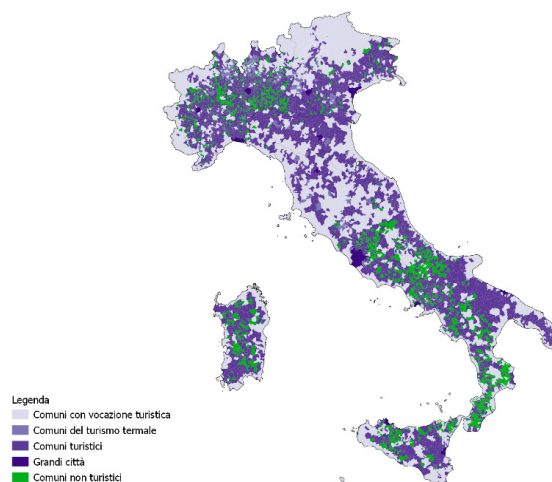 Legenda
Comuni con vocazione turistica
Comuni del turismo termale
Comuni turistici
Grandi città
Comuni non turistici